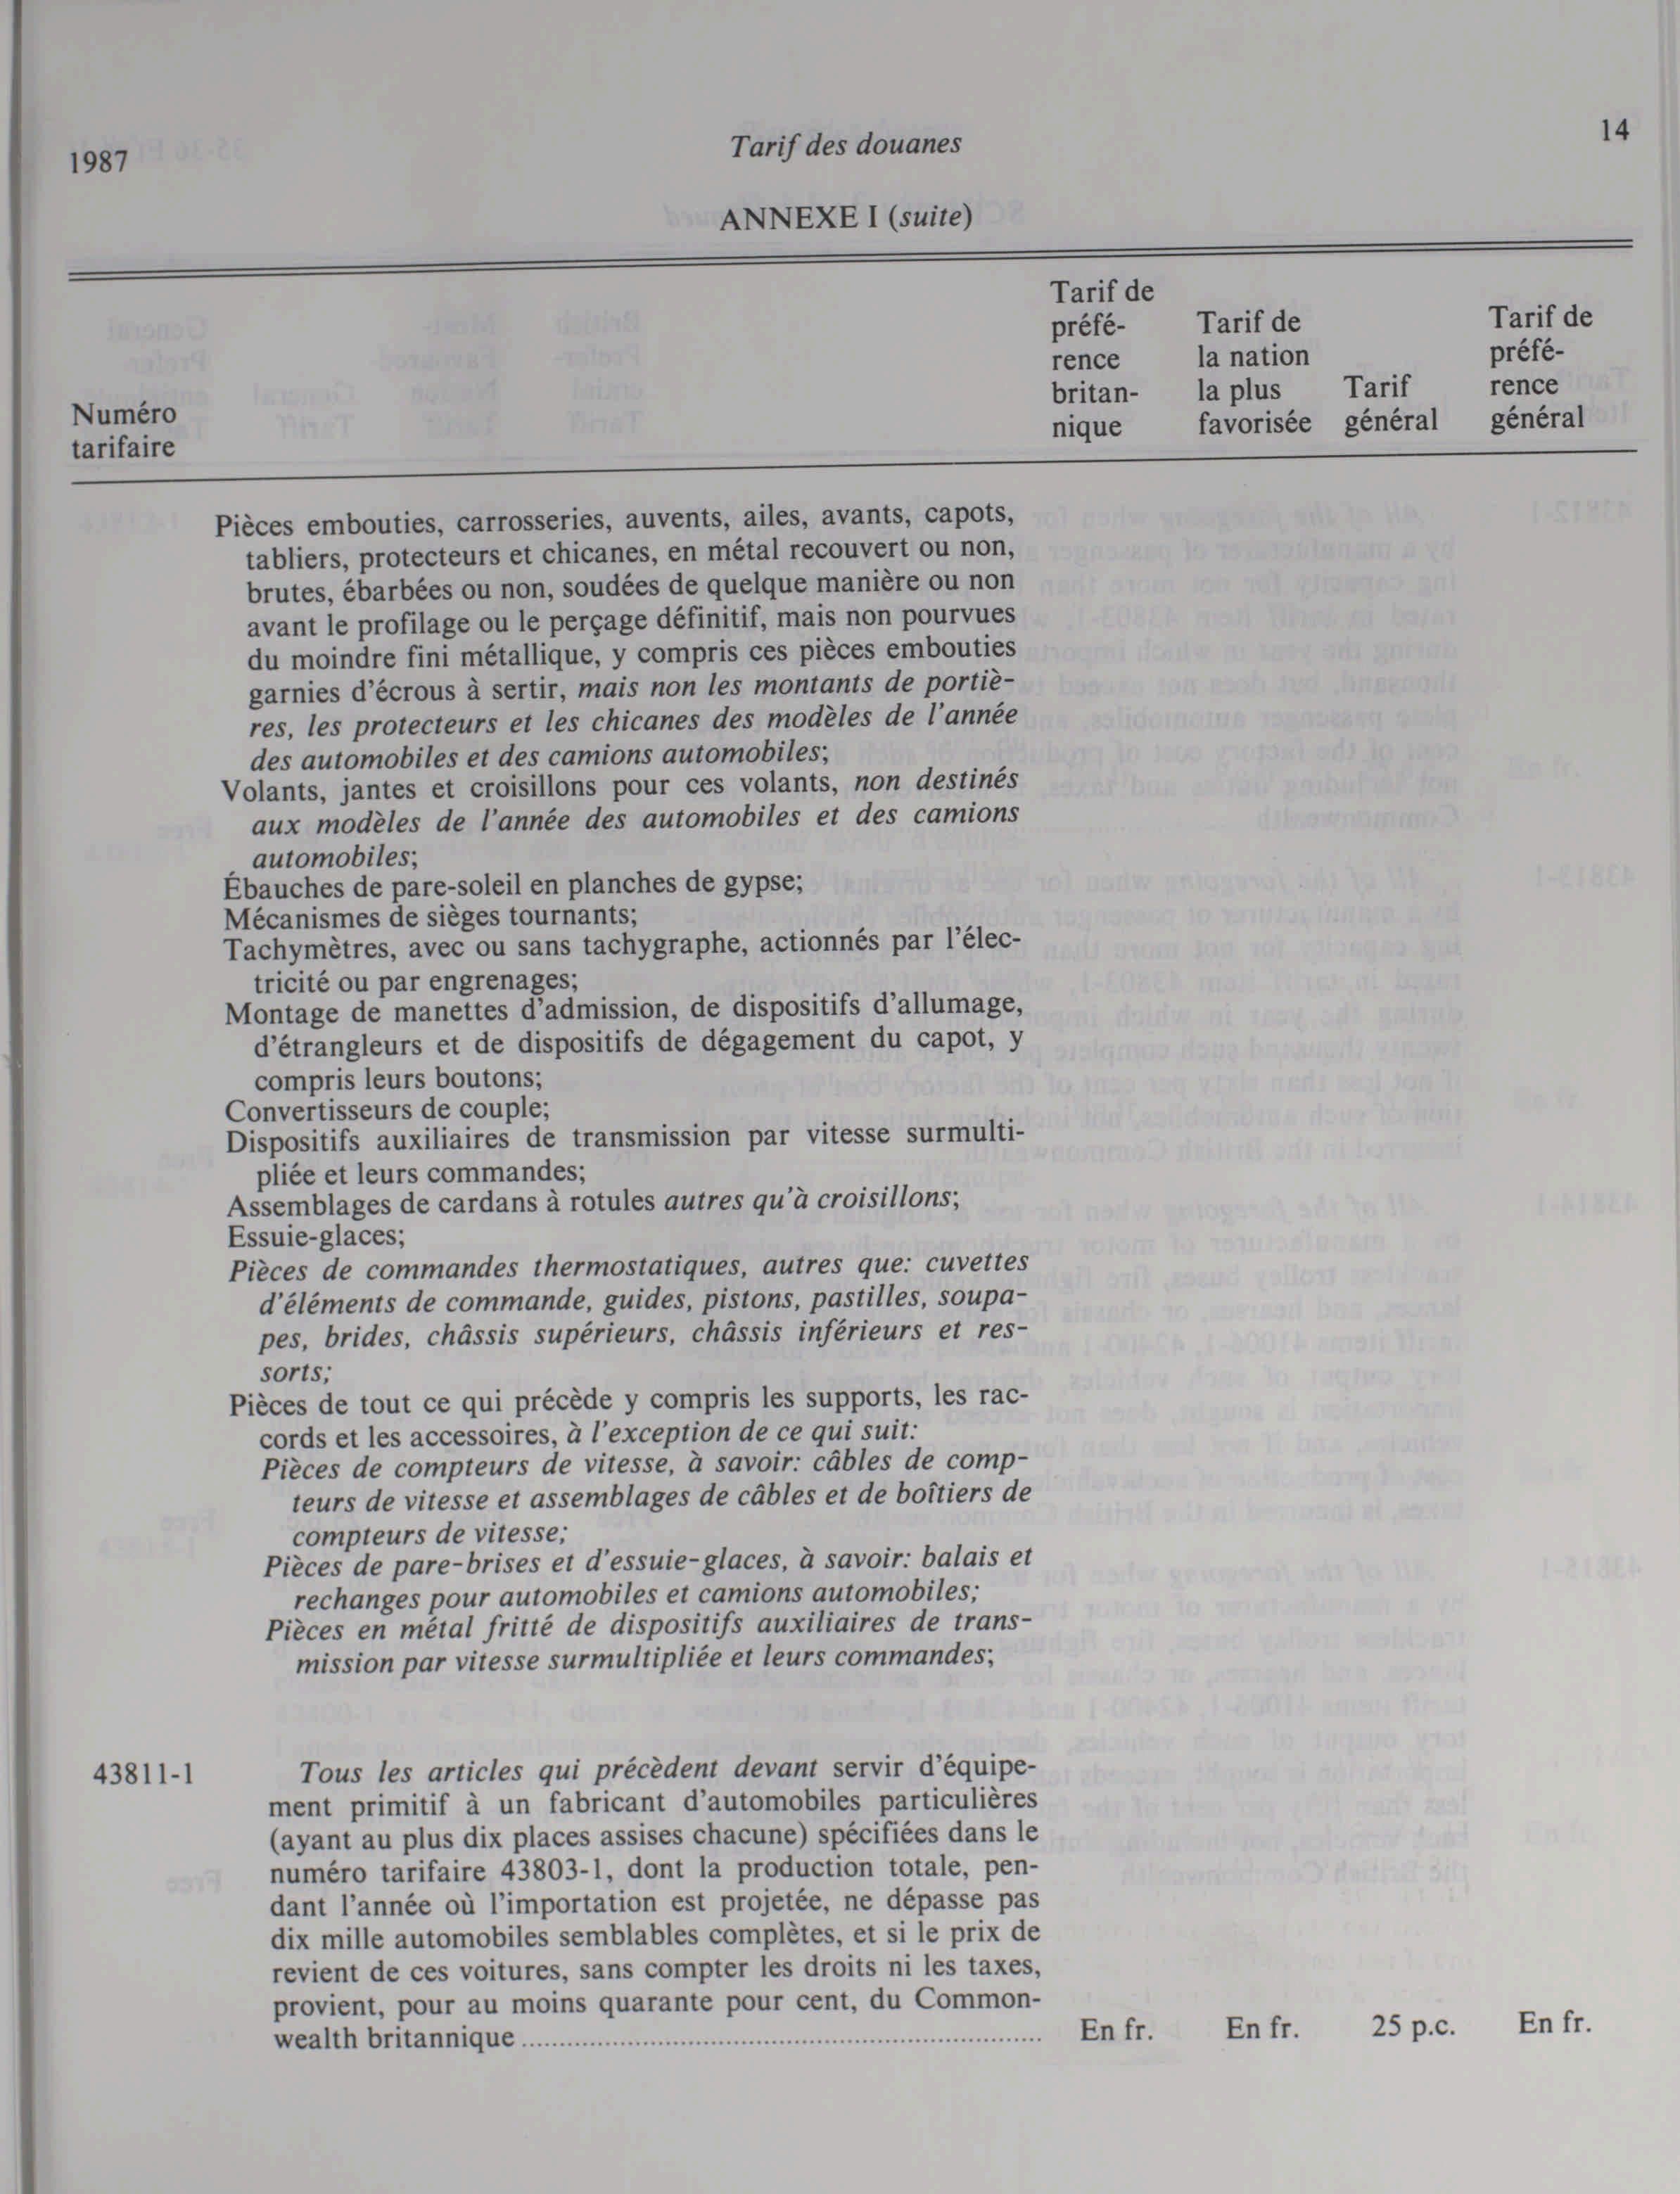 1987
Tarif des douanes
14
ANNEXE I (suite)
Numéro
tarifaire
Tarif de
préfé-
rence
britan-
nique
Tarif de
la nation
la plus
favorisée
Tarif
général
Tarif de
préfé-
rence
général
Pièces embouties, carrosseries, auvents, ailes, avants, capots,
tabliers, protecteurs et chicanes, en métal recouvert ou non,
brutes, ébarbées ou non, soudées de quelque manière ou non
avant le profilage ou le perçage définitif, mais non pourvues
du moindre fini métallique, y compris ces pièces embouties
garnies d'écrous à sertir, mais non les montants de portiè-
res, les protecteurs et les chicanes des modèles de l'année
des automobiles et des camions automobiles;
Volants, jantes et croisillons pour ces volants, non destinés
aux modèles de l'année des automobiles et des camions
automobiles;
Ébauches de pare-soleil en planches de gypse;
Mécanismes de sièges tournants;
Tachymètres, avec ou sans tachygraphe, actionnés par l'élec-
tricité ou par engrenages;
Montage de manettes d'admission, de dispositifs d'allumage,
d'étrangleurs et de dispositifs de dégagement du capot, y
compris leurs boutons;
Convertisseurs de couple;
Dispositifs auxiliaires de transmission par vitesse surmulti-
pliée et leurs commandes;
Assemblages de cardans à rotules autres qu'à croisillons;
Essuie-glaces;
Pièces de commandes thermostatiques, autres que: cuvettes
d'éléments de commande, guides, pistons, pastilles, soupa-
pes, brides, châssis supérieurs, châssis inférieurs et res-
sorts;
Pièces de tout ce qui précède y compris les supports, les rac-
cords et les accessoires, à l'exception de ce qui suit:
Pièces de compteurs de vitesse, à savoir: câbles de comp-
teurs de vitesse et assemblages de câbles et de boîtiers de
compteurs de vitesse;
Pièces de pare-brises et d'essuie-glaces, à savoir: balais et
rechanges pour automobiles et camions automobiles;
Pièces en métal fritté de dispositifs auxiliaires de trans-
mission par vitesse surmultipliée et leurs commandes;
43811-1 Tous les articles qui précèdent devant servir d'équipe-
ment primitif à un fabricant d'automobiles particulières
(ayant au plus dix places assises chacune) spécifiées dans le
numéro tarifaire 43803-1, dont la production totale, pen-
dant l'année où l'importation est projetée, ne dépasse pas
dix mille automobiles semblables complètes, et si le prix de
revient de ces voitures, sans compter les droits ni les taxes,
provient, pour au moins quarante pour cent, du Common-
wealth britannique ........ En fr. En fr. 25 p.c. En fr.